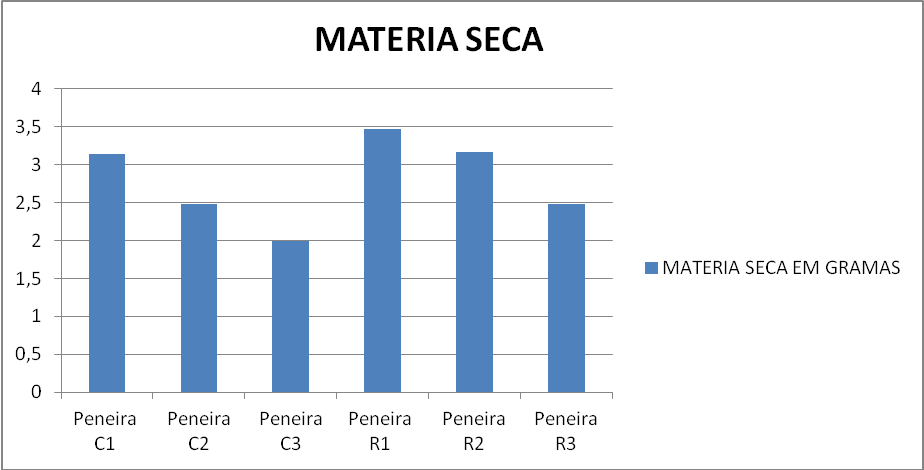 MATERIA SECA
4
3,5
3
2,5
2
1,5
1
0,5
0
Peneira C1
Peneira C2
Peneira C3
Peneira R1
Peneira R2
Peneira R3
MATERIA SECA EM GRAMAS